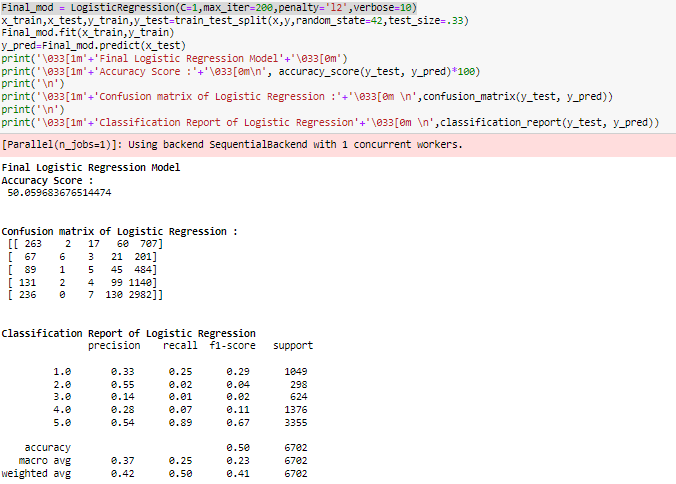 Final_mod = LogisticRegression(C=1,max_iter=200,penalty='l2',verbose=10)
x_train,x_test,y_train,y_test=train_test_split(x,y,random_state=42,test_size=.33)
Final_mod.fit(x_train,y_train)
y_pred=Final_mod.predict(x_test)
print('\033[1m'+'Final Logistic Regression Model'+'\033[0m')
print('\033[1m'+'Accuracy Score :'+'\033[0m\n', accuracy_score(y_test, y_pred)*100)
print('\n')
print('\033[1m'+'Confusion matrix of Logistic Regression :'+'\033[0m \n',confusion_matrix(y_test, y_pred))
print('\n')
print('\033[1m'+'Classification Report of Logistic Regression'+'\033[0m \n',classification_report(y_test, y_pred))
[Parallel(n_jobs=1)]: Using backend SequentialBackend with 1 concurrent workers.
Final Logistic Regression Model
Accuracy Score :
50.059683676514474
Confusion matrix of Logistic Regression :
[[ 263 2 17 60 707]
[ 67 6 3 21 201]
[ 89 1 5 45 484]
[ 131 2 4 99 1140]
[ 236 0 7 130 2982]]
Classification Report of Logistic Regression
precision recall f1-score support
1.0 0.33 0.25 0.29 1049
2.0 0.55 0.02 0.04 298
3.0 0.14 0.01 0.02 624
4.0 0.28 0.07 0.11 1376
5.0 0.54 0.89 0.67 3355
accuracy 0.50 6702
macro avg 0.37 0.25 0.23 6702
weighted avg 0.42 0.50 0.41 6702